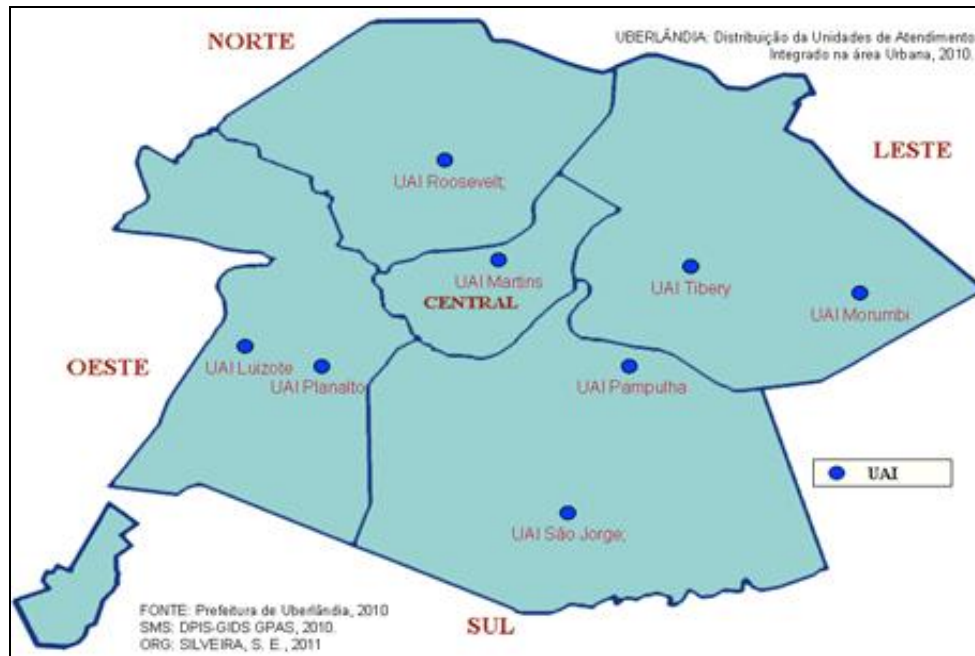 NORTE
UBERLÂNDIA: Distribuição da Unidades de Atendimento
Integrado na área Urbana, 2010.
LESTE
UAI Roosevelt;
UAI Martins
CENTRAL
UAI Tibery
UAI Morumbi
OESTE
UAI Luizote
UAI Planalto
UAI Pampulha
UAI
UAI São Jorge;
FONTE: Prefeitura de Uberlândia, 2010
SMS: DPIS-GIDS GPAS, 2010.
ORG: SILVEIRA, S. E., 2011
SUL